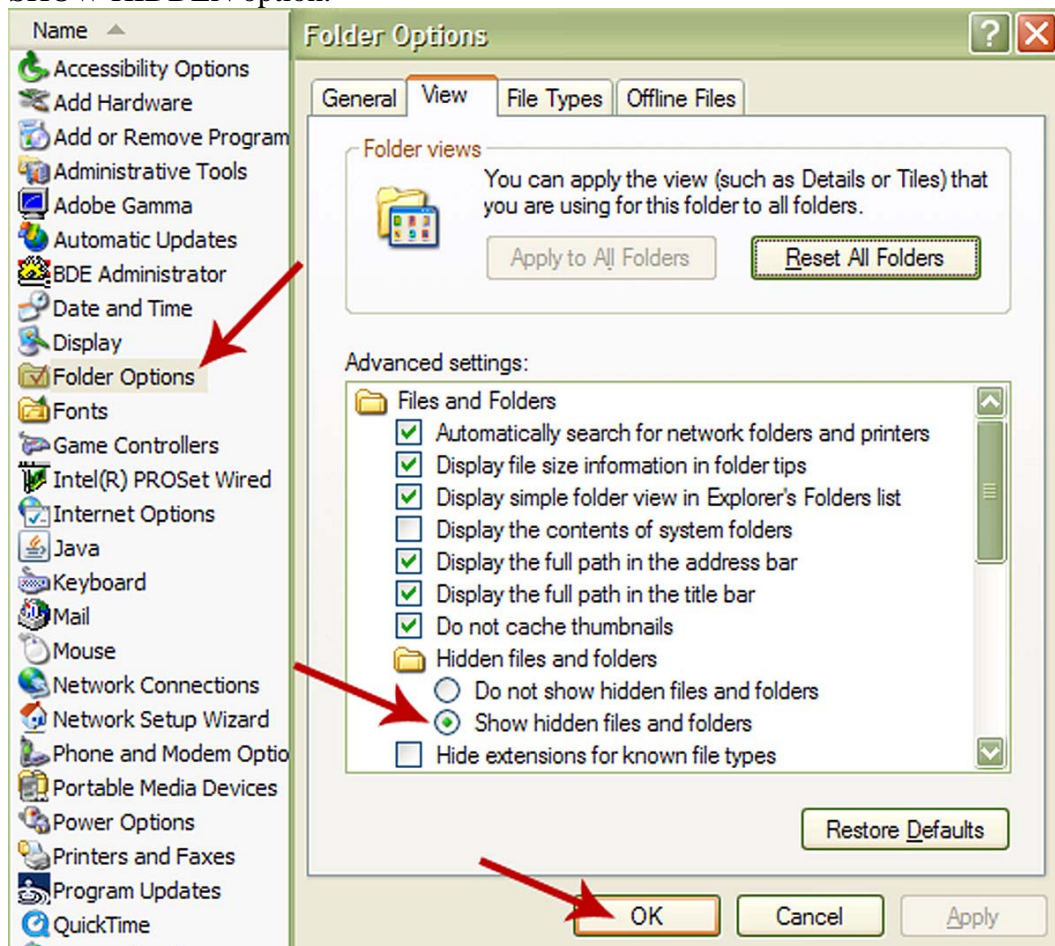 SHOW HIDDEN option.
Name
Accessibility Options
Add Hardware
Add or Remove Program
Administrative Tools
Adobe Gamma
Automatic Updates
BDE Administrator
Date and Time
Display
Folder Options
Fonts
Game Controllers
Intel(R) PROSet Wired
Internet Options
Java
Keyboard
Mail
Mouse
Network Connections
Network Setup Wizard
Phone and Modem Optio
Portable Media Devices
Power Options
Printers and Faxes
Program Updates
QuickTime
Folder Options
General View File Types Offline Files
Folder views
You can apply the view (such as Details or Tiles) that
you are using for this folder to all folders.
Apply to All Folders Reset All Folders
Advanced settings:
Files and Folders
Automatically search for network folders and printers
Display file size information in folder tips
Display simple folder view in Explorer's Folders list
Display the contents of system folders
Display the full path in the address bar
Display the full path in the title bar
Do not cache thumbnails
Hidden files and folders
Do not show hidden files and folders
Show hidden files and folders
Hide extensions for known file types
Restore Defaults
OK Cancel Apply